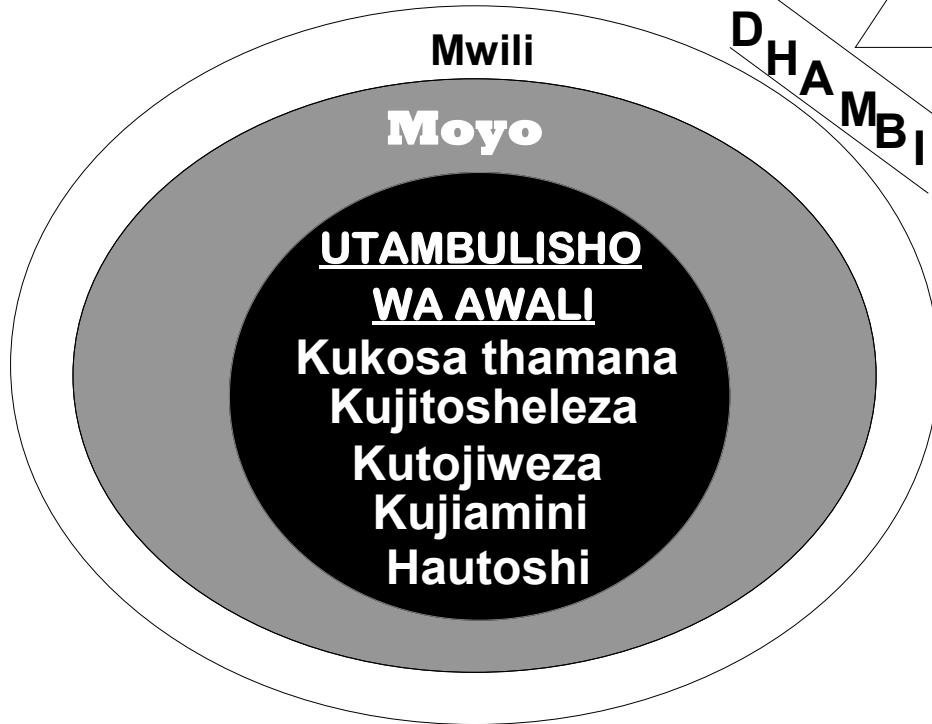 Mwili
DHAMBI
Moyo
UTAMBULISHO
WA AWALI
Kukosa thamana
Kujitosheleza
Kutojiweza
Kujiamini
Hautoshi